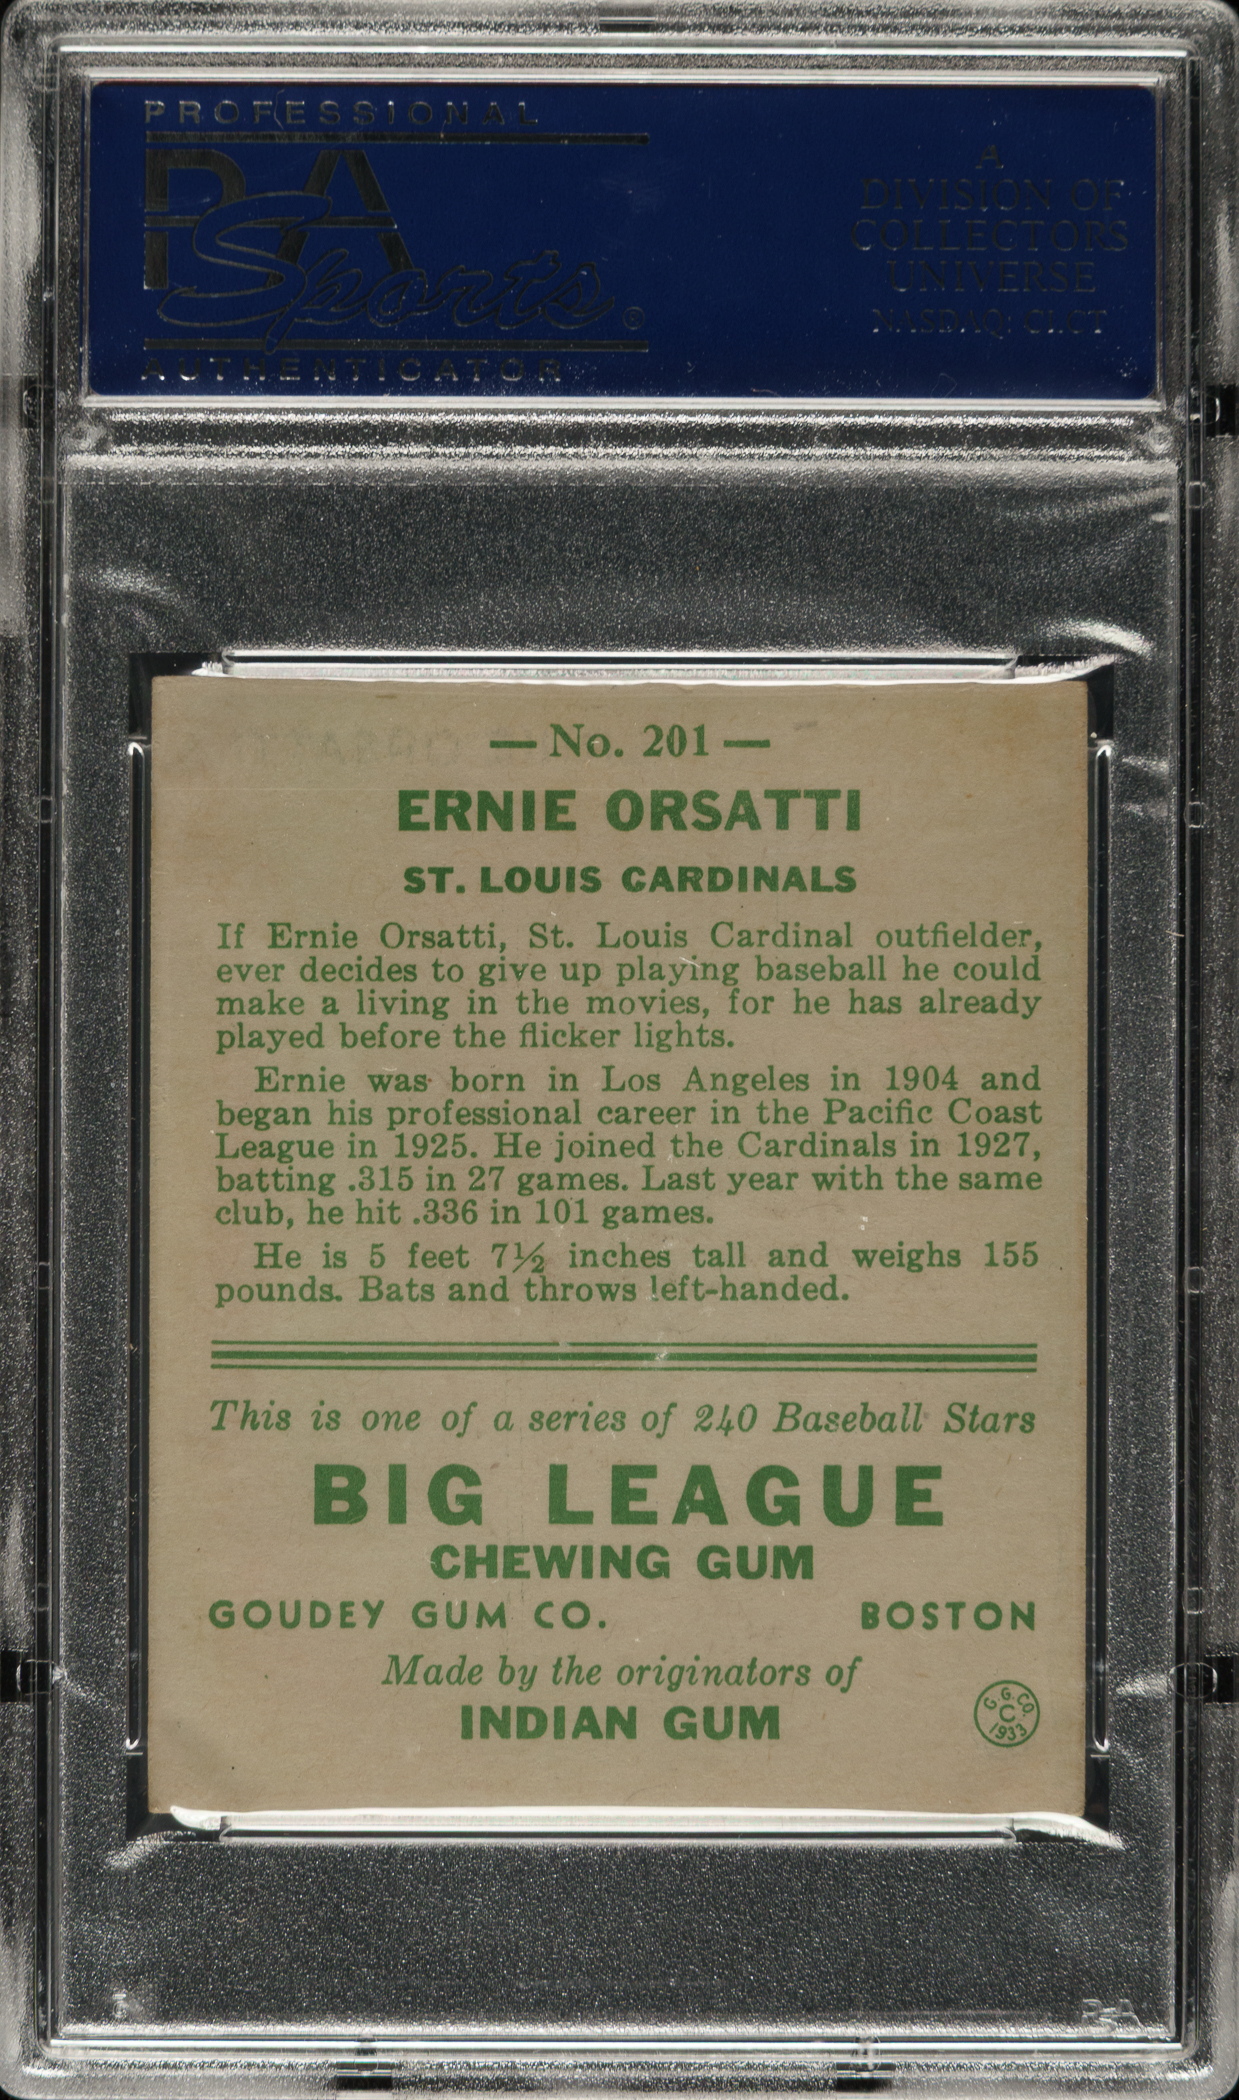 PROFESSIONAL
PSA
Sports®
AUTHENTICATOR
A
DIVISION OF
COLLECTORS
UNIVERSE
NASDAQ: CLCT
— No. 201 —
ERNIE ORSATTI
ST. LOUIS CARDINALS
If Ernie Orsatti, St. Louis Cardinal outfielder,
ever decides to give up playing baseball he could
make a living in the movies, for he has already
played before the flicker lights.
Ernie was born in Los Angeles in 1904 and
began his professional career in the Pacific Coast
League in 1925. He joined the Cardinals in 1927,
batting .315 in 27 games. Last year with the same
club, he hit .336 in 101 games.
He is 5 feet 7½ inches tall and weighs 155
pounds. Bats and throws left-handed.
This is one of a series of 240 Baseball Stars
BIG LEAGUE
CHEWING GUM
GOUDEY GUM CO. BOSTON
Made by the originators of
INDIAN GUM
G.G.CO.
C
1933
PSA